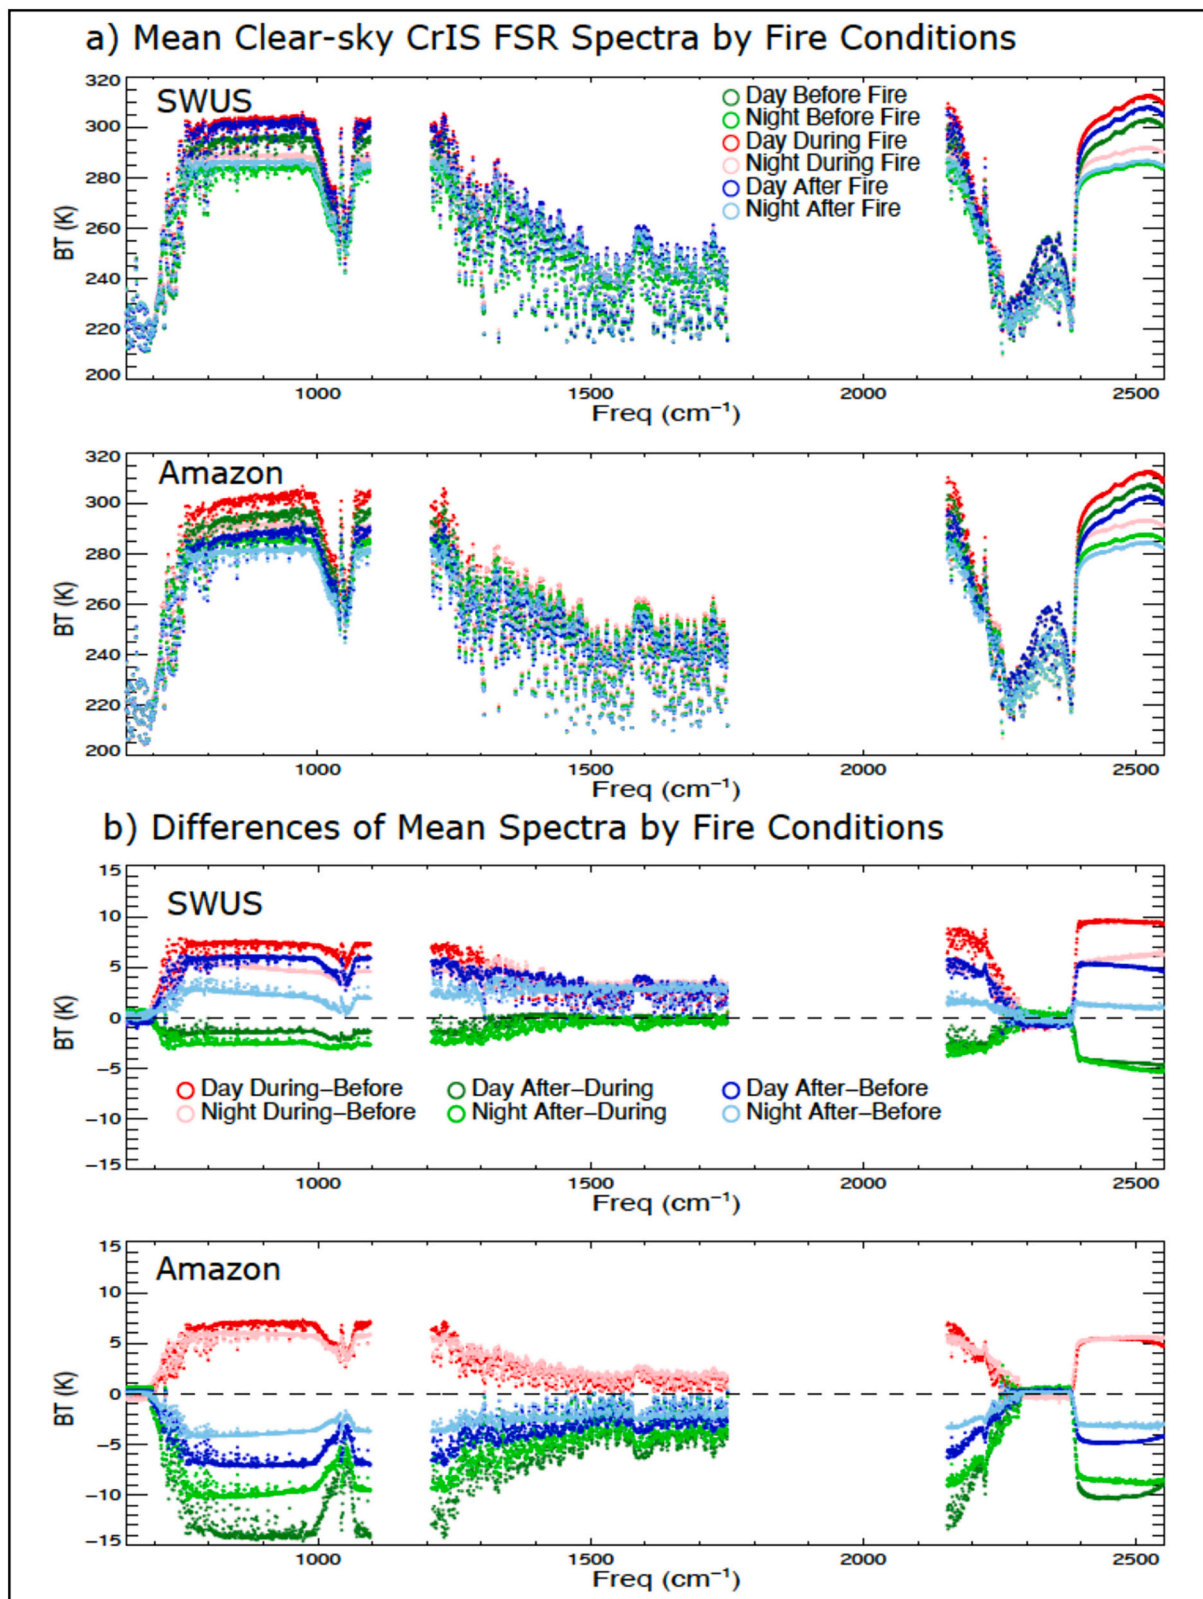 a) Mean Clear-sky CrIS FSR Spectra by Fire Conditions
SWUS
Day Before Fire
Night Before Fire
Day During Fire
Night During Fire
Day After Fire
Night After Fire
BT (K)
320
300
280
260
240
220
200
1000 1500 2000 2500
Freq (cm⁻¹)
Amazon
BT (K)
320
300
280
260
240
220
200
1000 1500 2000 2500
Freq (cm⁻¹)
b) Differences of Mean Spectra by Fire Conditions
SWUS
BT (K)
15
10
5
0
−5
−10
−15
Day During−Before Day After−During Day After−Before
Night During−Before Night After−During Night After−Before
1000 1500 2000 2500
Freq (cm⁻¹)
Amazon
BT (K)
15
10
5
0
−5
−10
−15
1000 1500 2000 2500
Freq (cm⁻¹)